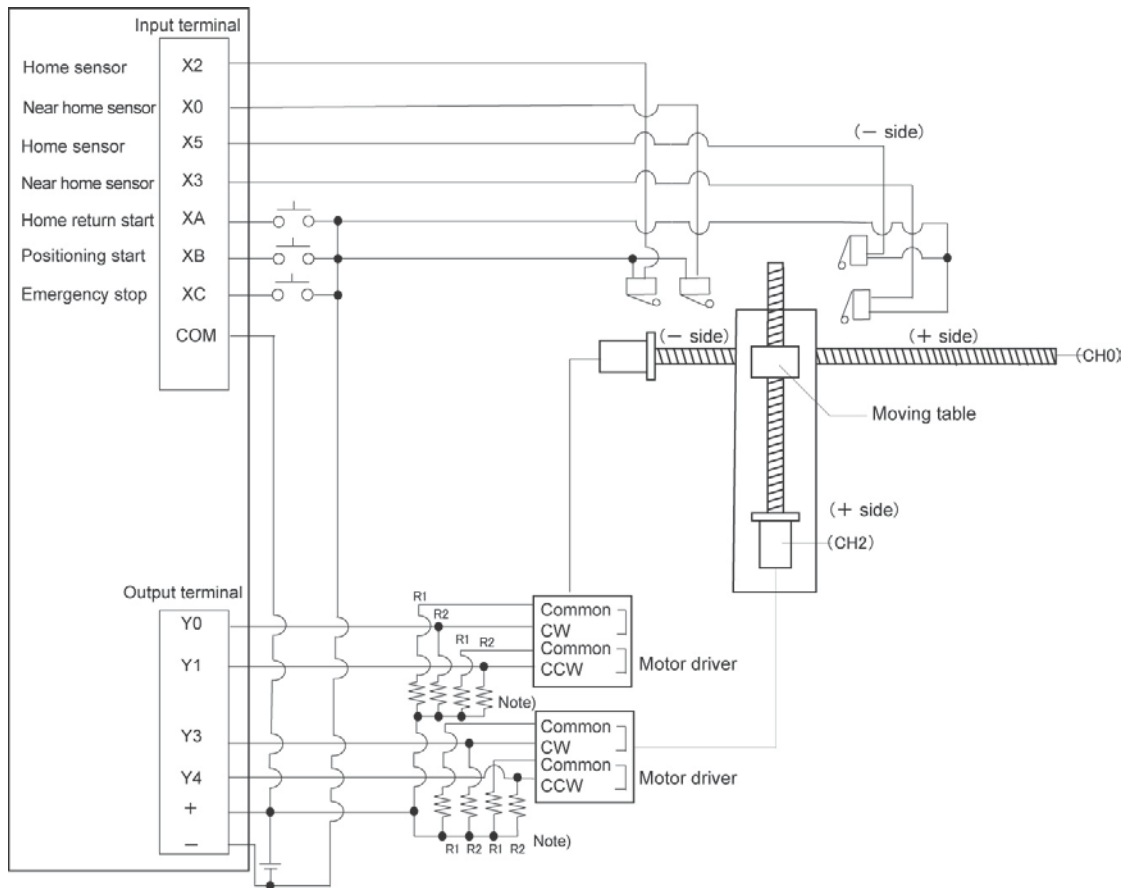 Input terminal
Home sensor X2
Near home sensor X0
Home sensor X5
(− side)
Near home sensor X3
Home return start XA
Positioning start XB
Emergency stop XC
COM
(− side)
(+ side)
(CH0)
Moving table
(+ side)
(CH2)
Output terminal
R1
Common
Y0
R2
CW
R1 R2
Common
Y1
CCW
Motor driver
Note)
Common
Y3
CW
Common
Y4
CCW
Motor driver
+
R1 R2 R1 R2 Note)
−